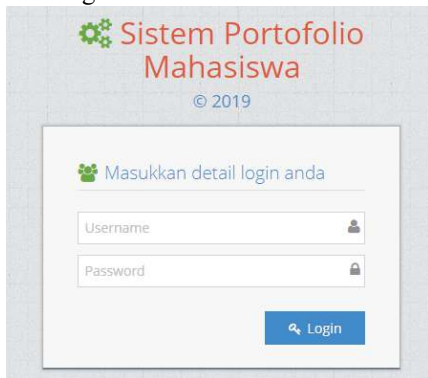 Sistem Portofolio
Mahasiswa
© 2019
Masukkan detail login anda
Username
Password
Login